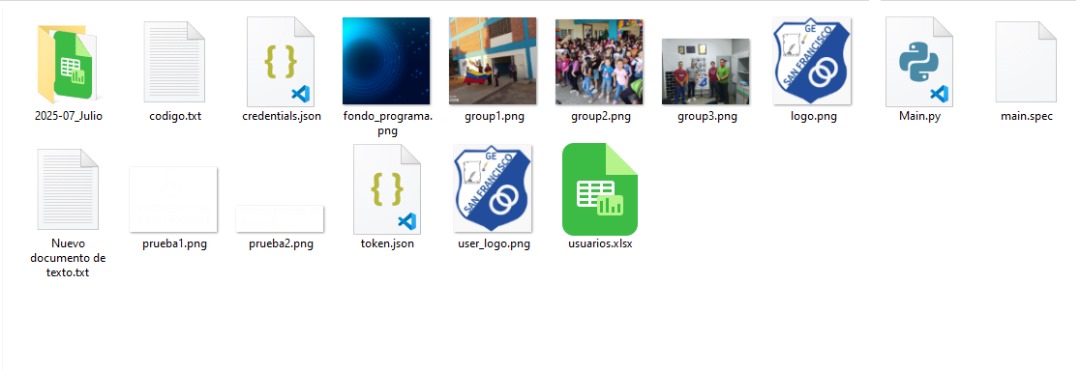 2025-07_Julio
codigo.txt
credentials.json
fondo_programa.
png
group1.png
group2.png
group3.png
GE
SAN FRANCISCO
logo.png
Main.py
main.spec
Nuevo
documento de
texto.txt
prueba1.png
prueba2.png
token.json
GE
SAN FRANCISCO
user_logo.png
usuarios.xlsx